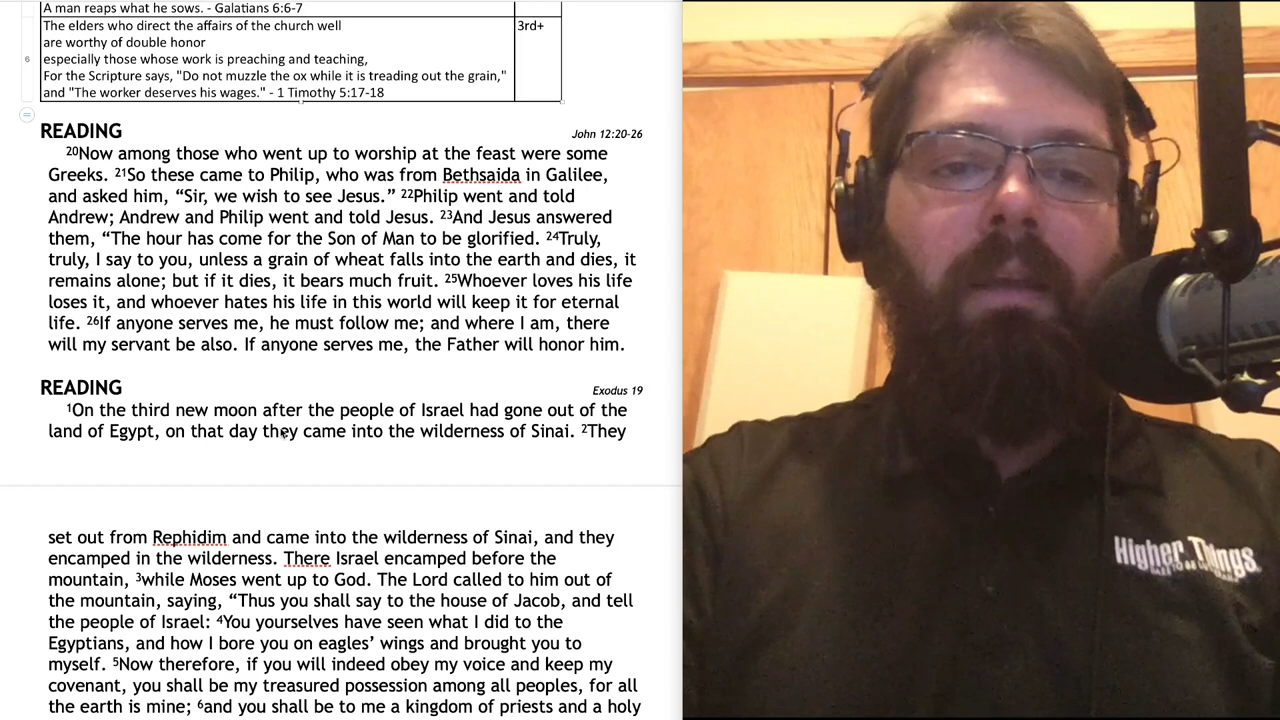 A man reaps what he sows. - Galatians 6:6-7
The elders who direct the affairs of the church well
3rd+
are worthy of double honor
6
especially those whose work is preaching and teaching,
For the Scripture says, "Do not muzzle the ox while it is treading out the grain,"
and "The worker deserves his wages." - 1 Timothy 5:17-18
READING
John 12:20-26
20Now among those who went up to worship at the feast were some
Greeks. 21So these came to Philip, who was from Bethsaida in Galilee,
and asked him, “Sir, we wish to see Jesus.” 22Philip went and told
Andrew; Andrew and Philip went and told Jesus. 23And Jesus answered
them, “The hour has come for the Son of Man to be glorified. 24Truly,
truly, I say to you, unless a grain of wheat falls into the earth and dies, it
remains alone; but if it dies, it bears much fruit. 25Whoever loves his life
loses it, and whoever hates his life in this world will keep it for eternal
life. 26If anyone serves me, he must follow me; and where I am, there
will my servant be also. If anyone serves me, the Father will honor him.
READING
Exodus 19
1On the third new moon after the people of Israel had gone out of the
land of Egypt, on that day they came into the wilderness of Sinai. 2They
set out from Rephidim and came into the wilderness of Sinai, and they
encamped in the wilderness. There Israel encamped before the
mountain, 3while Moses went up to God. The Lord called to him out of
the mountain, saying, “Thus you shall say to the house of Jacob, and tell
the people of Israel: 4You yourselves have seen what I did to the
Egyptians, and how I bore you on eagles’ wings and brought you to
myself. 5Now therefore, if you will indeed obey my voice and keep my
covenant, you shall be my treasured possession among all peoples, for all
the earth is mine; 6and you shall be to me a kingdom of priests and a holy
Higher Things